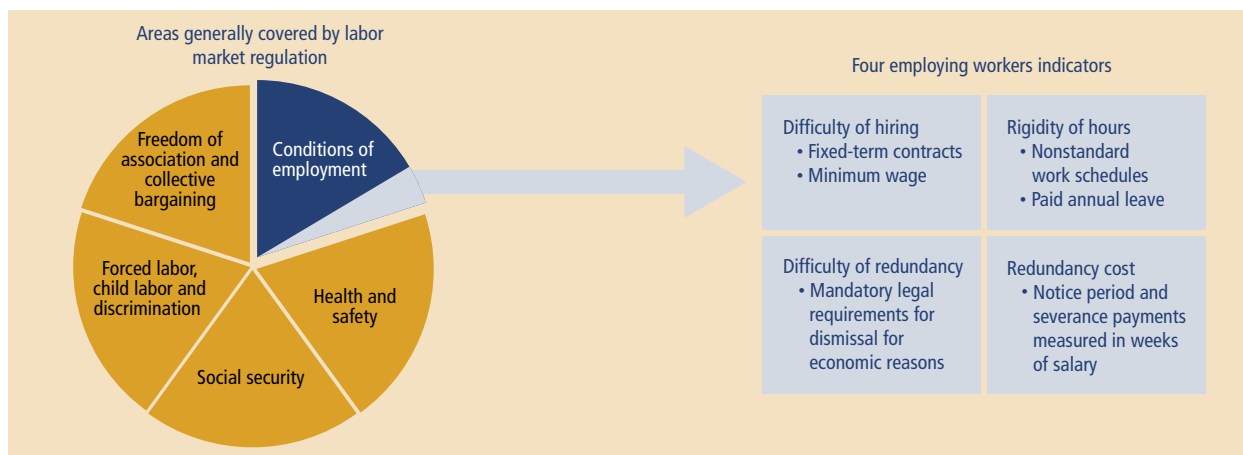 Areas generally covered by labor
market regulation
Freedom of
association and
collective
bargaining
Conditions of
employment
Forced labor,
child labor and
discrimination
Health and
safety
Social security
Four employing workers indicators
Difficulty of hiring
• Fixed-term contracts
• Minimum wage
Rigidity of hours
• Nonstandard
work schedules
• Paid annual leave
Difficulty of redundancy
• Mandatory legal
requirements for
dismissal for
economic reasons
Redundancy cost
• Notice period and
severance payments
measured in weeks
of salary